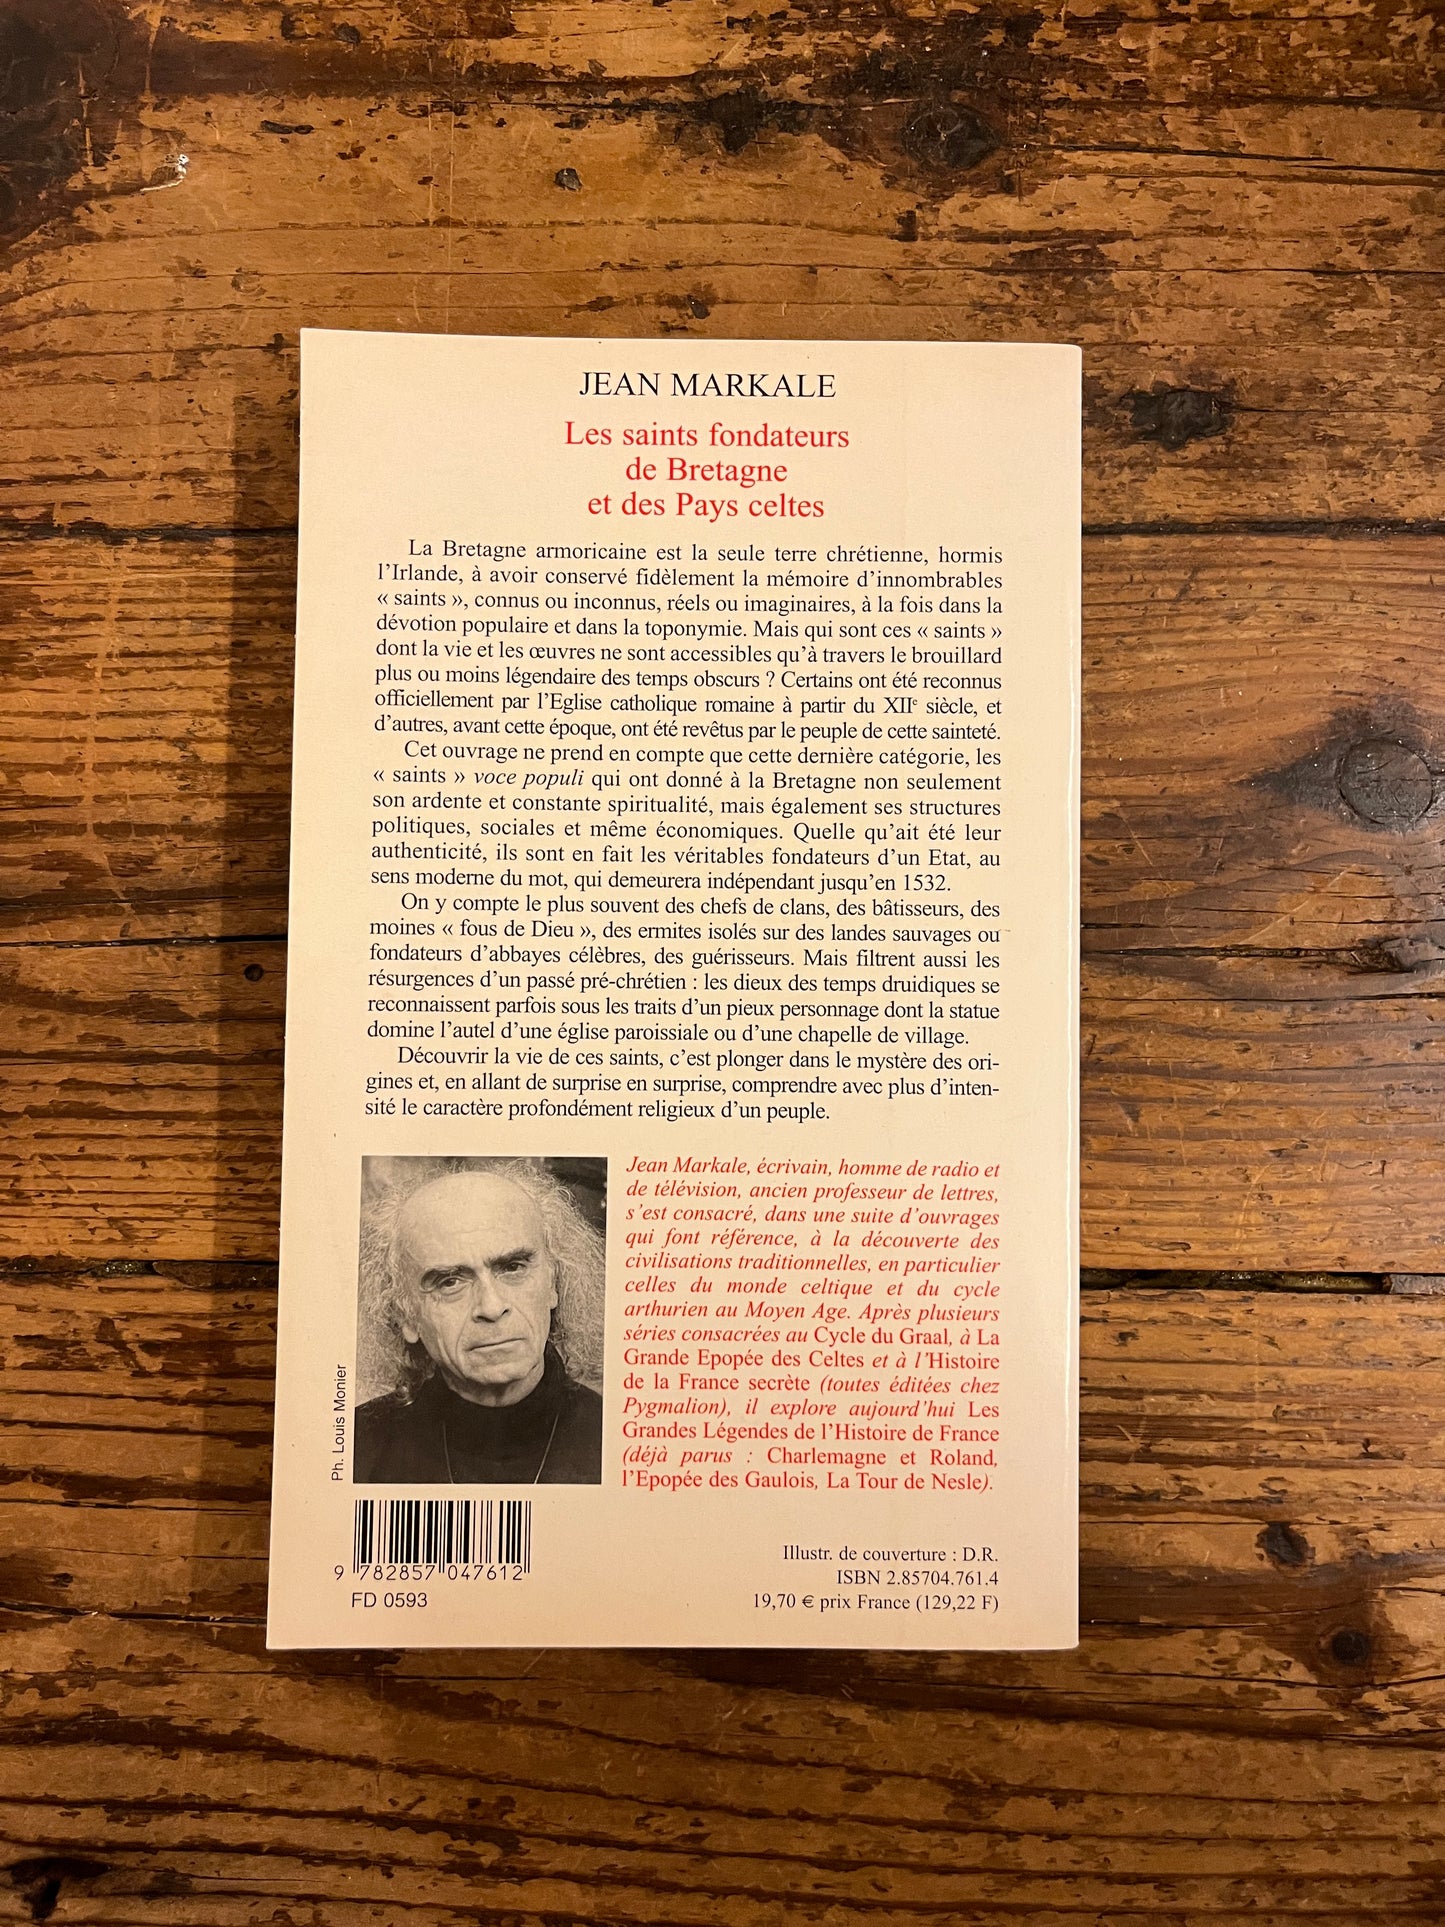 JEAN MARKALE
Les saints fondateurs
de Bretagne
et des Pays celtes
La Bretagne armoricaine est la seule terre chrétienne, hormis
l'Irlande, à avoir conservé fidèlement la mémoire d'innombrables
« saints », connus ou inconnus, réels ou imaginaires, à la fois dans la
dévotion populaire et dans la toponymie. Mais qui sont ces « saints »
dont la vie et les œuvres ne sont accessibles qu'à travers le brouillard
plus ou moins légendaire des temps obscurs ? Certains ont été reconnus
officiellement par l'Eglise catholique romaine à partir du XIIe siècle, et
d'autres, avant cette époque, ont été revêtus par le peuple de cette sainteté.
Cet ouvrage ne prend en compte que cette dernière catégorie, les
« saints » voce populi qui ont donné à la Bretagne non seulement
son ardente et constante spiritualité, mais également ses structures
politiques, sociales et même économiques. Quelle qu'ait été leur
authenticité, ils sont en fait les véritables fondateurs d'un Etat, au
sens moderne du mot, qui demeurera indépendant jusqu'en 1532.
On y compte le plus souvent des chefs de clans, des bâtisseurs, des
moines « fous de Dieu », des ermites isolés sur des landes sauvages ou
fondateurs d'abbayes célèbres, des guérisseurs. Mais filtrent aussi les
résurgences d'un passé pré-chrétien : les dieux des temps druidiques se
reconnaissent parfois sous les traits d'un pieux personnage dont la statue
domine l'autel d'une église paroissiale ou d'une chapelle de village.
Découvrir la vie de ces saints, c'est plonger dans le mystère des ori-
gines et, en allant de surprise en surprise, comprendre avec plus d'inten-
sité le caractère profondément religieux d'un peuple.
Jean Markale, écrivain, homme de radio et
de télévision, ancien professeur de lettres,
s'est consacré, dans une suite d'ouvrages
qui font référence, à la découverte des
civilisations traditionnelles, en particulier
celles du monde celtique et du cycle
arthurien au Moyen Age. Après plusieurs
séries consacrées au Cycle du Graal, à La
Grande Epopée des Celtes et à l'Histoire
de la France secrète (toutes éditées chez
Pygmalion), il explore aujourd'hui Les
Grandes Légendes de l'Histoire de France
(déjà parus : Charlemagne et Roland,
l'Epopée des Gaulois, La Tour de Nesle).
Ph. Louis Monier
9 782857 047612
FD 0593
Illustr. de couverture : D.R.
ISBN 2.85704.761.4
19,70 € prix France (129,22 F)